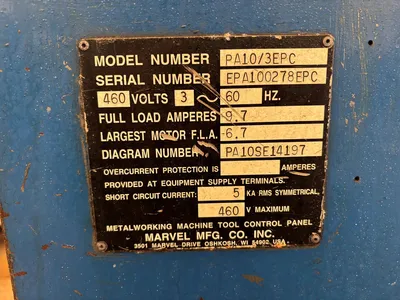 MODEL NUMBER PA10/3EPC
SERIAL NUMBER EPA100278EPC
460 VOLTS 3 60 HZ.
FULL LOAD AMPERES 9.7
LARGEST MOTOR F.L.A. 6.7
DIAGRAM NUMBER PA10SE14197
OVERCURRENT PROTECTION IS AMPERES
PROVIDED AT EQUIPMENT SUPPLY TERMINALS.
SHORT CIRCUIT CURRENT: 5 KA RMS SYMMETRICAL,
460 V MAXIMUM
METALWORKING MACHINE TOOL CONTROL PANEL
MARVEL MFG. CO. INC.
3501 MARVEL DRIVE OSHKOSH, WI 54902, USA